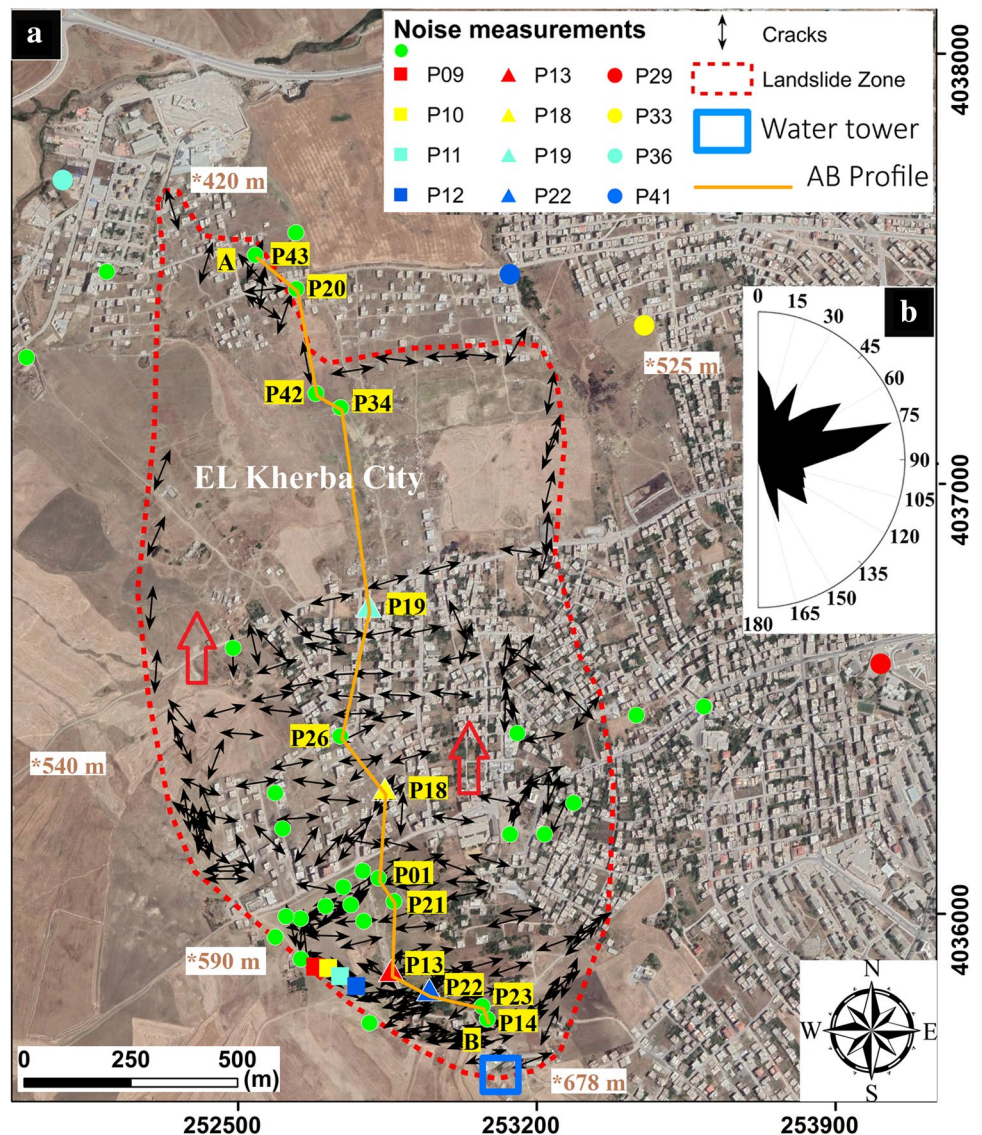 a
Noise measurements
P09
P10
P11
P12
P13
P18
P19
P22
P29
P33
P36
P41
Cracks
Landslide Zone
Water tower
AB Profile
4038000
*420 m
A
P43
P20
*525 m
b
0
15
30
45
60
75
90
105
120
135
150
165
180
P42
P34
EL Kherba City
4037000
P19
P26
*540 m
P18
P01
P21
4036000
*590 m
P13
P22
P23
P14
B
*678 m
N
W
E
S
0
250
500
(m)
252500
253200
253900